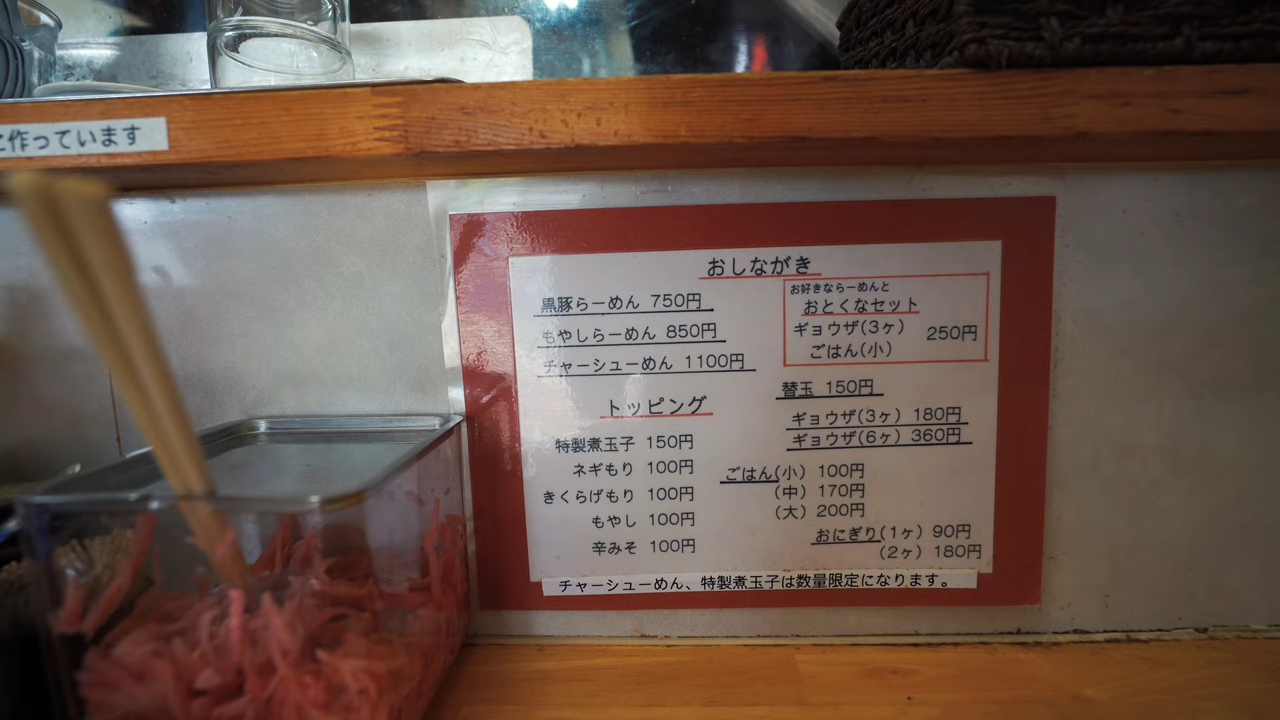 に作っています
おしながき
黒豚らーめん 750円
もやしらーめん 850円
チャーシューめん 1100円
トッピング
特製煮玉子 150円
ネギもり 100円
きくらげもり 100円
もやし 100円
辛みそ 100円
お好きならーめんと
おとくなセット
ギョウザ(3ヶ)
ごはん(小)
250円
替玉 150円
ギョウザ(3ヶ) 180円
ギョウザ(6ヶ) 360円
ごはん(小) 100円
(中) 170円
(大) 200円
おにぎり(1ヶ) 90円
(2ヶ) 180円
チャーシューめん、特製煮玉子は数量限定になります。